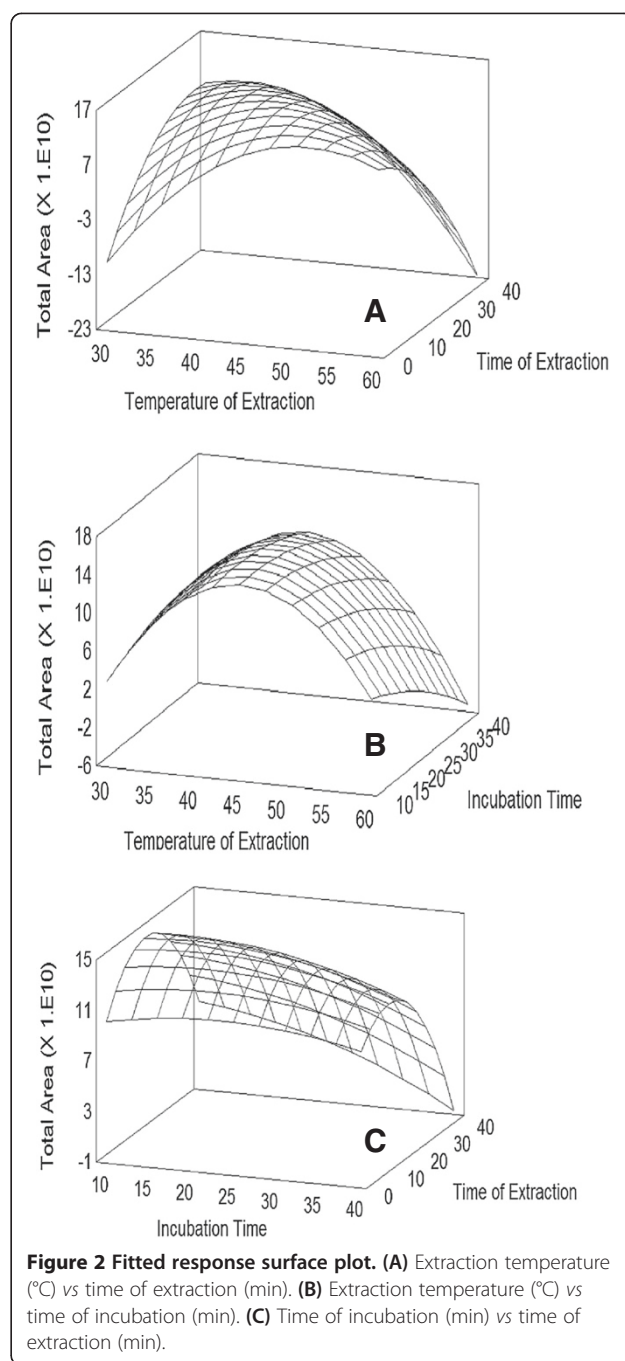 Total Area (X 1.E10)
17
7
-3
-13
-23
30 35 40 45 50 55 60
Temperature of Extraction
0 10 20 30 40
Time of Extraction
A
Total Area (X 1.E10)
18
14
10
6
2
-2
-6
30 35 40 45 50 55 60
Temperature of Extraction
10 15 20 25 30 35 40
Incubation Time
B
Total Area (X 1.E10)
15
11
7
3
-1
10 15 20 25 30 35 40
Incubation Time
0 10 20 30 40
Time of Extraction
C
Figure 2 Fitted response surface plot. (A) Extraction temperature
(°C) vs time of extraction (min). (B) Extraction temperature (°C) vs
time of incubation (min). (C) Time of incubation (min) vs time of
extraction (min).